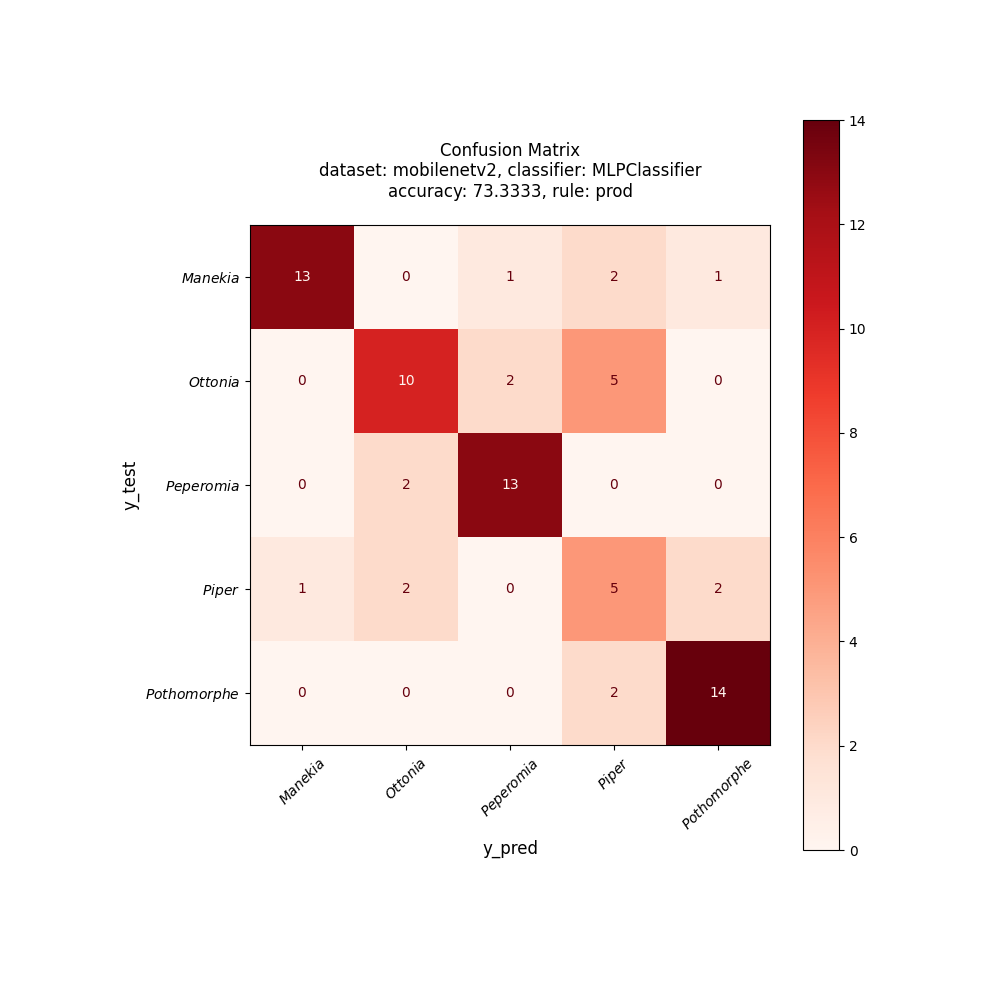 Confusion Matrix
dataset: mobilenetv2, classifier: MLPClassifier
accuracy: 73.3333, rule: prod
y_test
Manekia 13 0 1 2 1
Ottonia 0 10 2 5 0
Peperomia 0 2 13 0 0
Piper 1 2 0 5 2
Pothomorphe 0 0 0 2 14
Manekia Ottonia Peperomia Piper Pothomorphe
y_pred
14
12
10
8
6
4
2
0